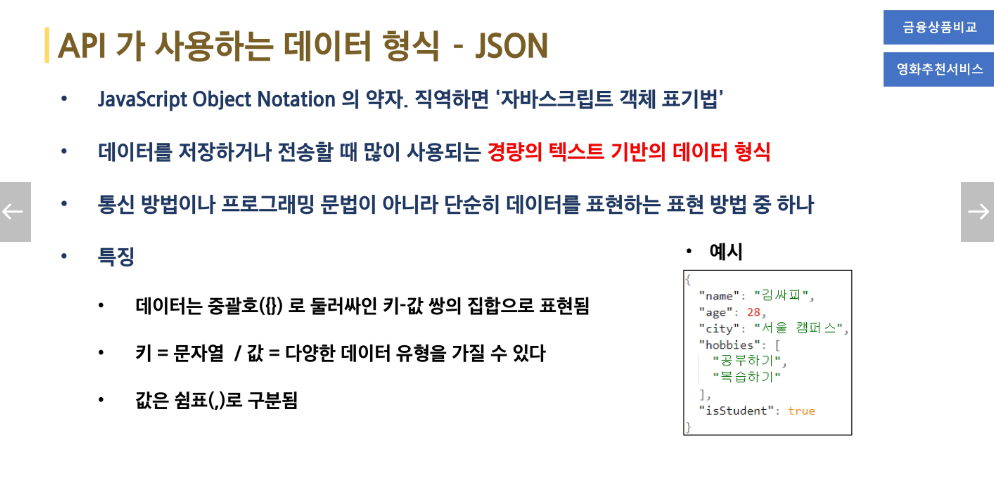 API 가 사용하는 데이터 형식 - JSON
금융상품비교
영화추천서비스
• JavaScript Object Notation 의 약자. 직역하면 ‘자바스크립트 객체 표기법’
• 데이터를 저장하거나 전송할 때 많이 사용되는 경량의 텍스트 기반의 데이터 형식
• 통신 방법이나 프로그래밍 문법이 아니라 단순히 데이터를 표현하는 표현 방법 중 하나
• 특징
• 데이터는 중괄호({}) 로 둘러싸인 키-값 쌍의 집합으로 표현됨
• 키 = 문자열 / 값 = 다양한 데이터 유형을 가질 수 있다
• 값은 쉼표(,)로 구분됨
• 예시
{
"name": "김싸피",
"age": 28,
"city": "서울 캠퍼스",
"hobbies": [
"공부하기",
"복습하기"
],
"isStudent": true
}